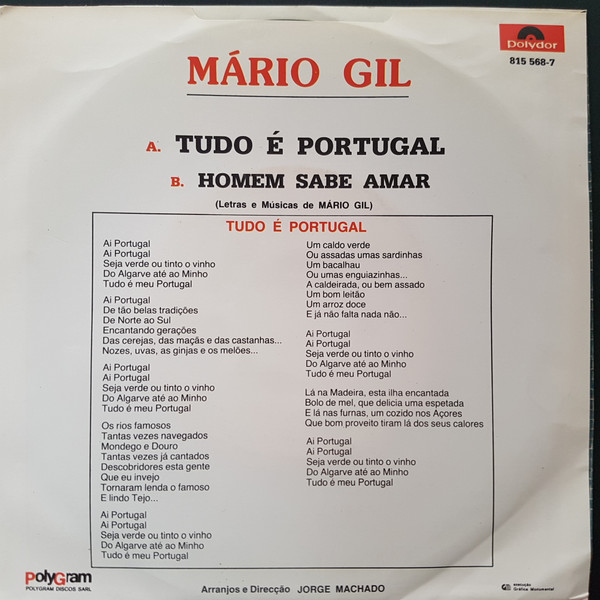 Polydor
815 568-7
MÁRIO GIL
A. TUDO É PORTUGAL
B. HOMEM SABE AMAR
(Letras e Músicas de MÁRIO GIL)
TUDO É PORTUGAL
Ai Portugal
Ai Portugal
Seja verde ou tinto o vinho
Do Algarve até ao Minho
Tudo é meu Portugal
Ai Portugal
De tão belas tradições
De Norte ao Sul
Encantando gerações
Das cerejas, das maçãs e das castanhas...
Nozes, uvas, as ginjas e os melões...
Ai Portugal
Ai Portugal
Seja verde ou tinto o vinho
Do Algarve até ao Minho
Tudo é meu Portugal
Os rios famosos
Tantas vezes navegados
Mondego e Douro
Tantas vezes já cantados
Descobridores esta gente
Que eu invejo
Tornaram lenda o famoso
E lindo Tejo...
Ai Portugal
Ai Portugal
Seja verde ou tinto o vinho
Do Algarve até ao Minho
Tudo é meu Portugal
Um caldo verde
Ou assadas umas sardinhas
Um bacalhau
Ou umas enguiazinhas...
A caldeirada, ou bem assado
Um bom leitão
Um arroz doce
E já não falta nada não...
Ai Portugal
Ai Portugal
Seja verde ou tinto o vinho
Do Algarve até ao Minho
Tudo é meu Portugal
Lá na Madeira, esta ilha encantada
Bolo de mel, que delicia uma espetada
E lá nas furnas, um cozido nos Açores
Que bom proveito tiram lá dos seus calores
Ai Portugal
Ai Portugal
Seja verde ou tinto o vinho
Do Algarve até ao Minho
Tudo é meu Portugal
PolyGram
POLYGRAM DISCOS SARL
Arranjos e Direcção JORGE MACHADO
EXECUÇÃO
Gráfica Monumental